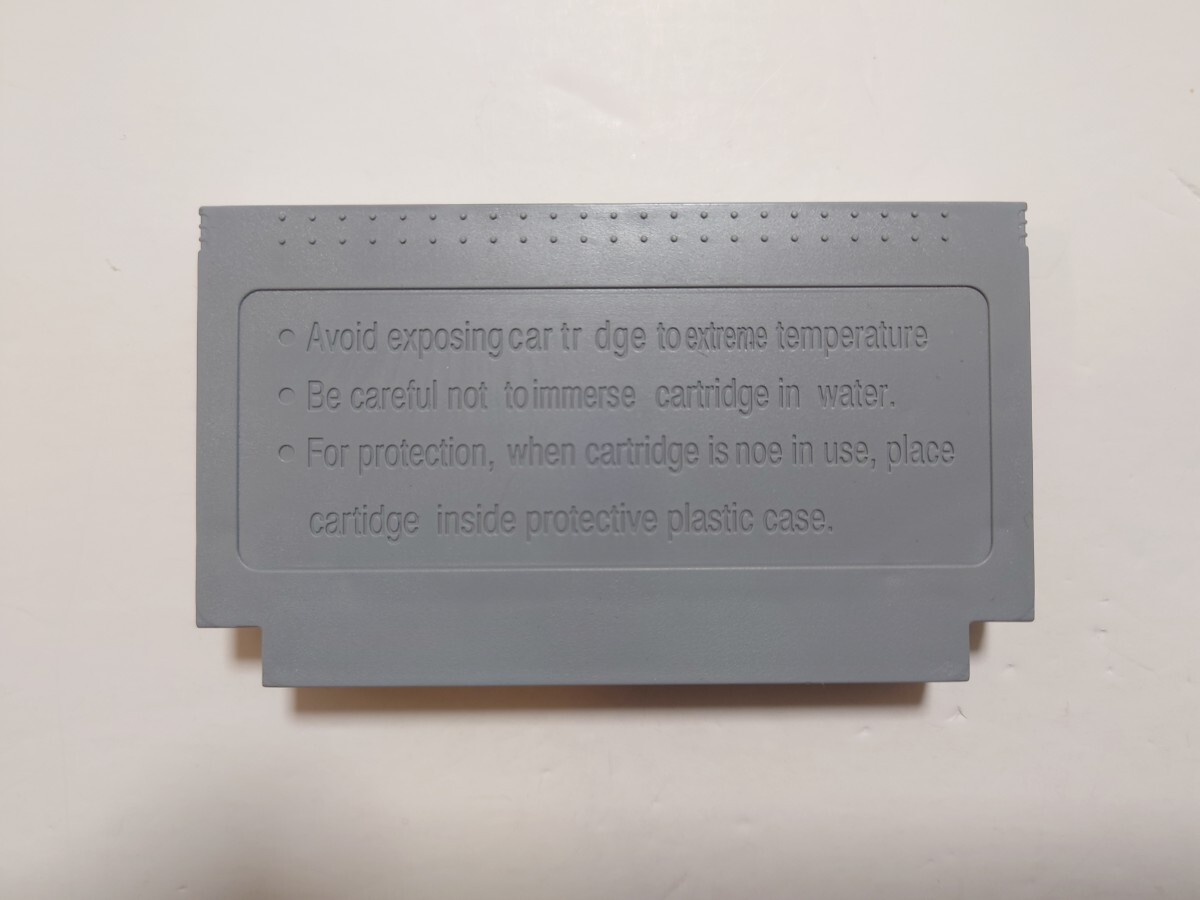 • Avoid exposing car tr dge to extreme temperature
• Be careful not to immerse cartridge in water.
• For protection, when cartridge is noe in use, place
cartidge inside protective plastic case.